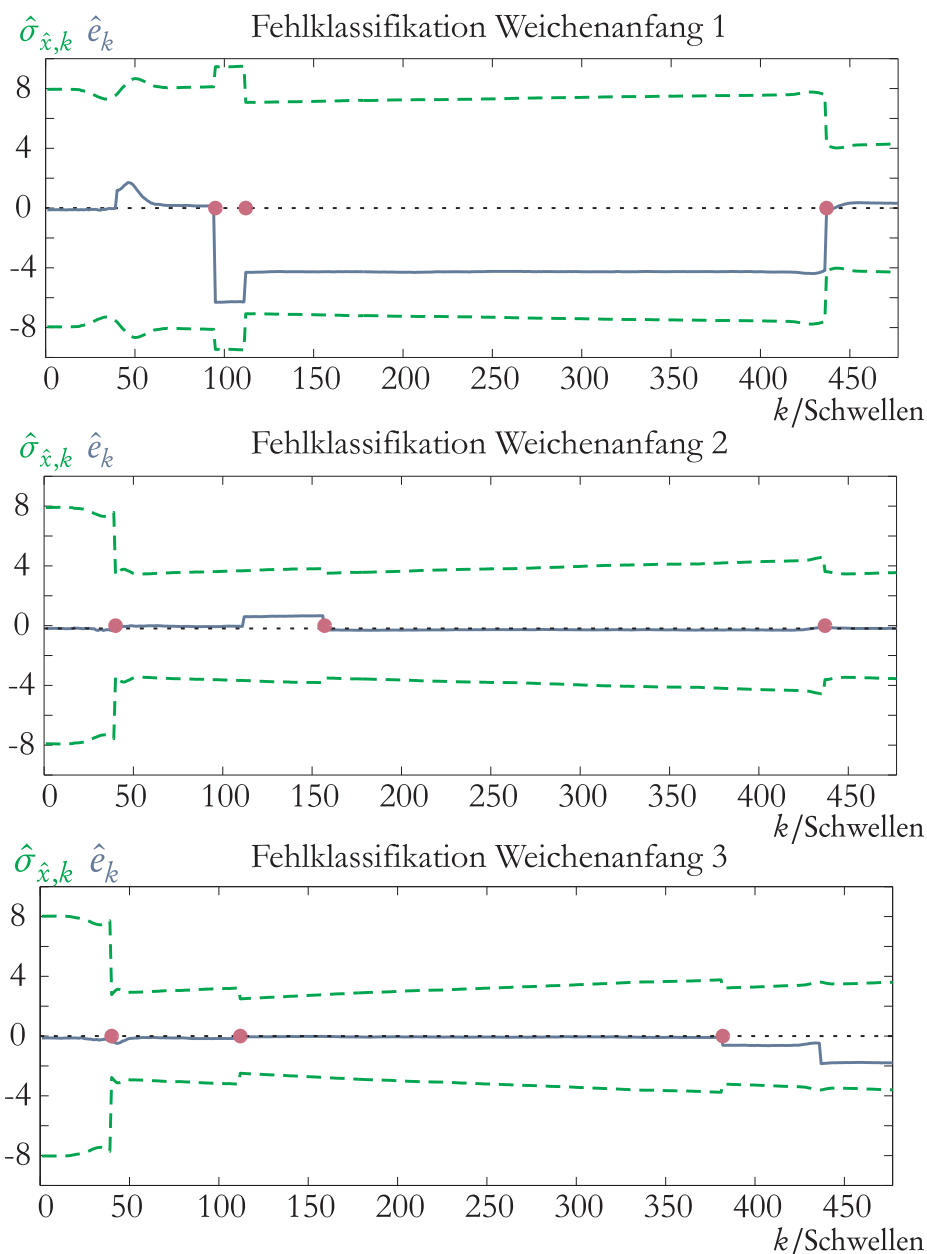 σ̂x̂,k êk Fehlklassifikation Weichenanfang 1
8
4
0
-4
-8
0 50 100 150 200 250 300 350 400 450
k/Schwellen
σ̂x̂,k êk Fehlklassifikation Weichenanfang 2
8
4
0
-4
-8
0 50 100 150 200 250 300 350 400 450
k/Schwellen
σ̂x̂,k êk Fehlklassifikation Weichenanfang 3
8
4
0
-4
-8
0 50 100 150 200 250 300 350 400 450
k/Schwellen